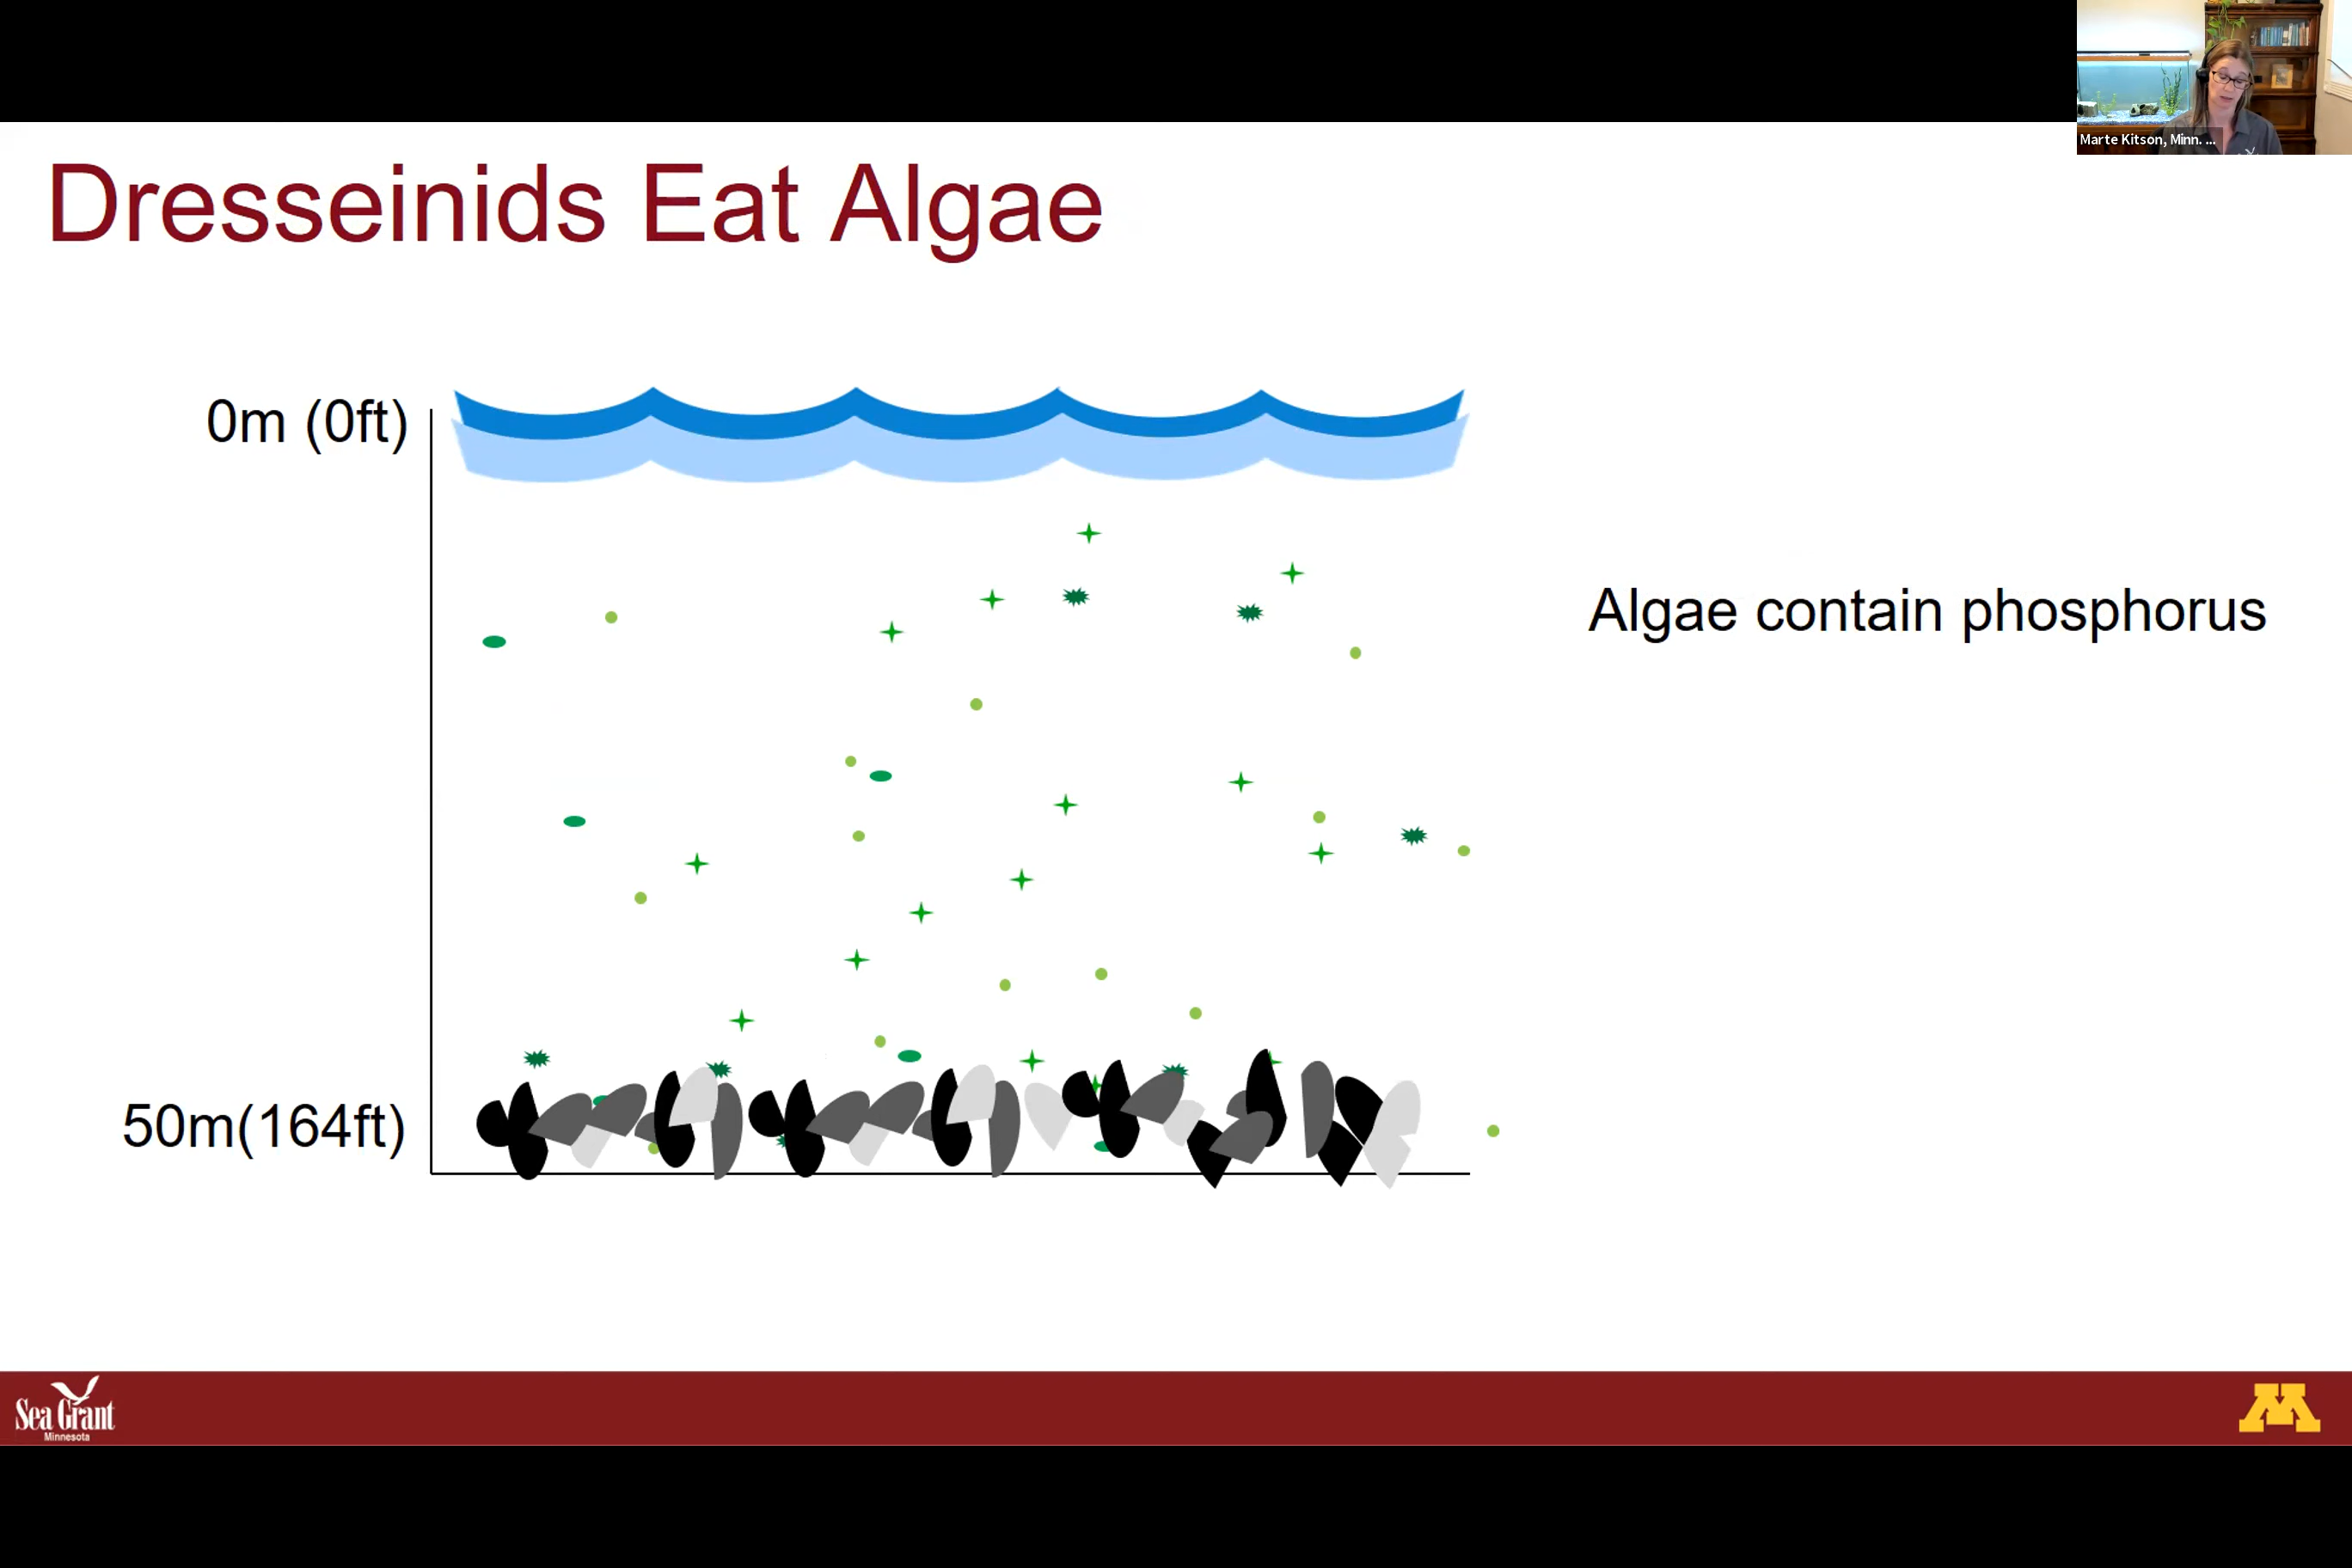 Marte Kitson, Minn. ...
Dresseinids Eat Algae
0m (0ft)
Algae contain phosphorus
50m(164ft)
Sea Grant
Minnesota
M